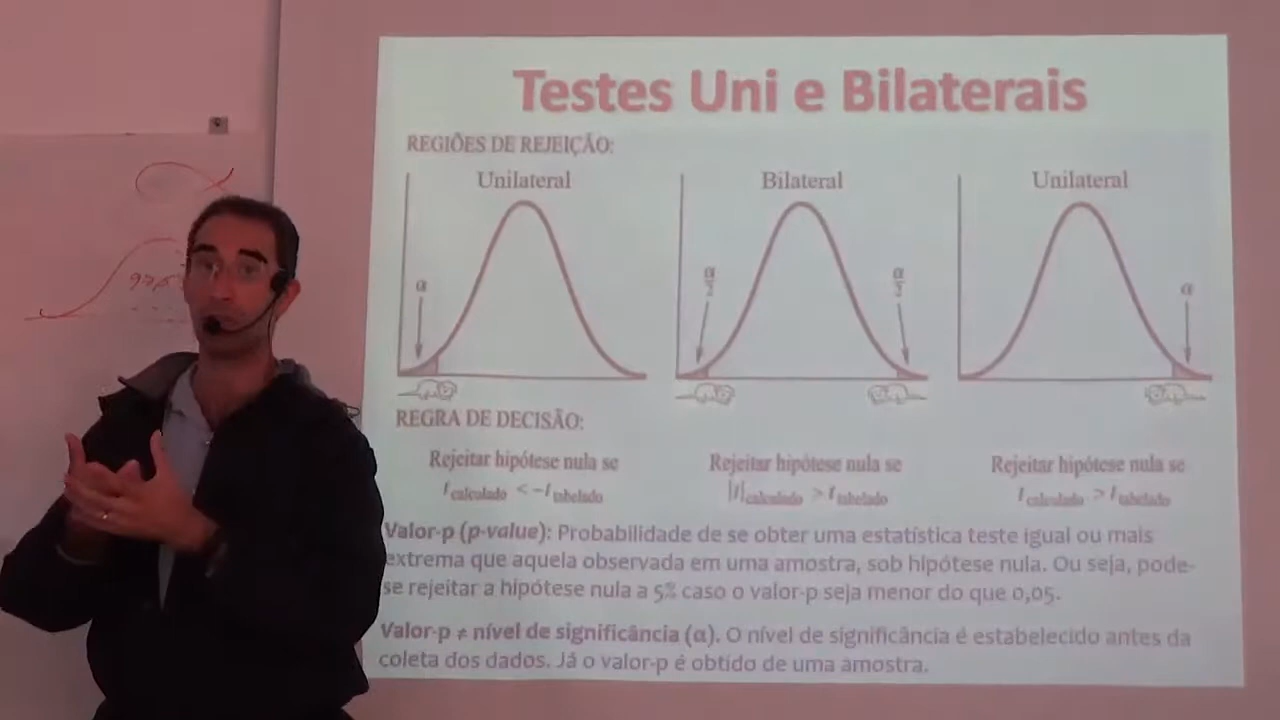 Testes Uni e Bilaterais
REGIÕES DE REJEIÇÃO:
Unilateral
Bilateral
Unilateral
α
α/2
α/2
α
REGRA DE DECISÃO:
Rejeitar hipótese nula se
t calculado < -t tabelado
Rejeitar hipótese nula se
|t| calculado > t tabelado
Rejeitar hipótese nula se
t calculado > t tabelado
Valor-p (p-value): Probabilidade de se obter uma estatística teste igual ou mais
extrema que aquela observada em uma amostra, sob hipótese nula. Ou seja, pode-
se rejeitar a hipótese nula a 5% caso o valor-p seja menor do que 0,05.
Valor-p ≠ nível de significância (α). O nível de significância é estabelecido antes da
coleta dos dados. Já o valor-p é obtido de uma amostra.